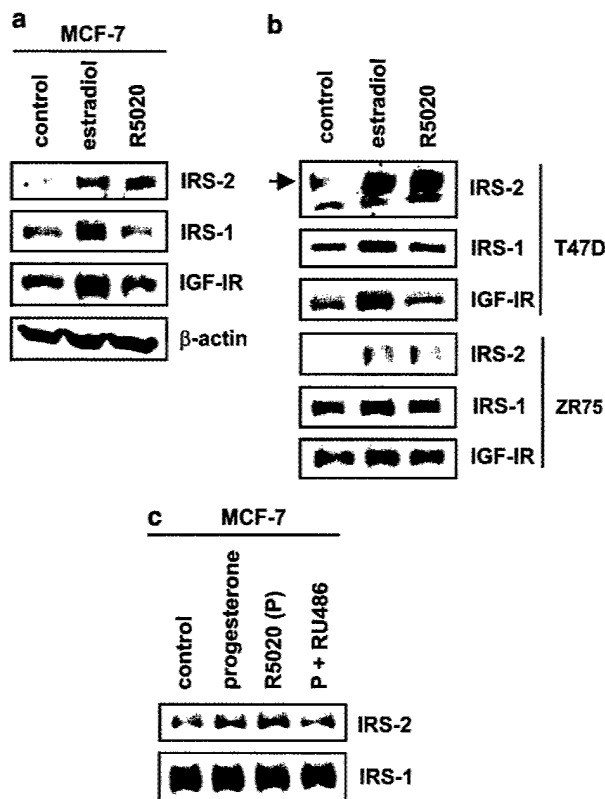 a
MCF-7
control
estradiol
R5020
IRS-2
IRS-1
IGF-IR
β-actin
b
control
estradiol
R5020
IRS-2
IRS-1
IGF-IR
T47D
IRS-2
IRS-1
IGF-IR
ZR75
c
MCF-7
control
progesterone
R5020 (P)
P + RU486
IRS-2
IRS-1